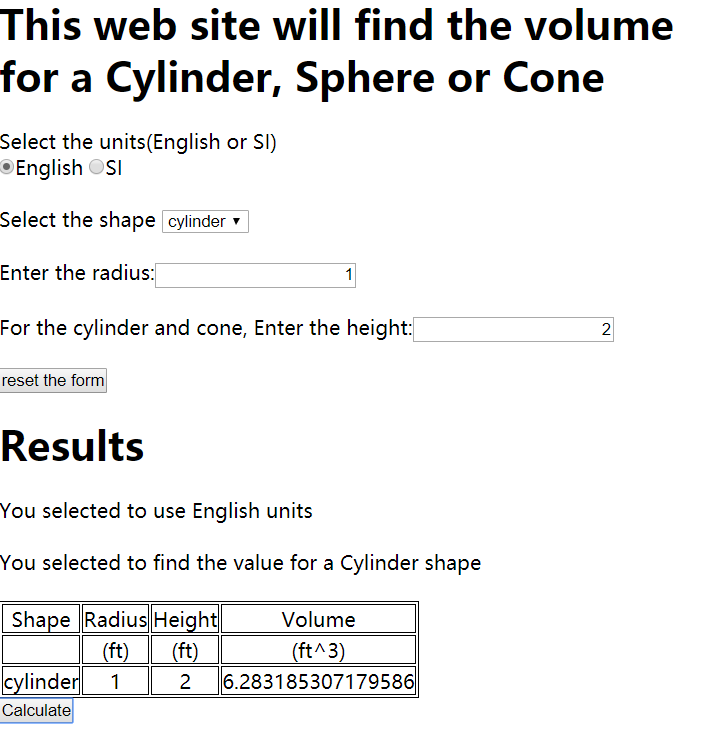 This web site will find the volume
for a Cylinder, Sphere or Cone
Select the units(English or SI)
English SI
Select the shape cylinder ▼
Enter the radius: 1
For the cylinder and cone, Enter the height: 2
reset the form
Results
You selected to use English units
You selected to find the value for a Cylinder shape
Shape Radius Height Volume
(ft) (ft) (ft^3)
cylinder 1 2 6.283185307179586
Calculate